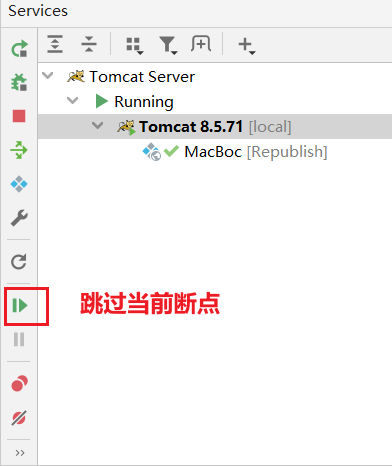 Services
Tomcat Server
Running
Tomcat 8.5.71 [local]
MacBoc [Republish]
跳过当前断点